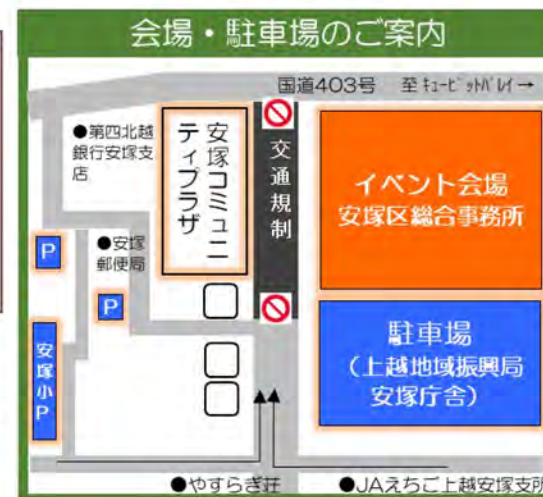 会場・駐車場のご案内
国道403号 至キューピットバレイ→
●第四北越
銀行安塚支
店
安塚コミュニ
ティプラザ
交通規制
イベント会場
安塚区総合事務所
P
●安塚
郵便局
P
安塚小P
駐車場
(上越地域振興局
安塚庁舎)
●やすらぎ荘
●JAえちご上越安塚支所